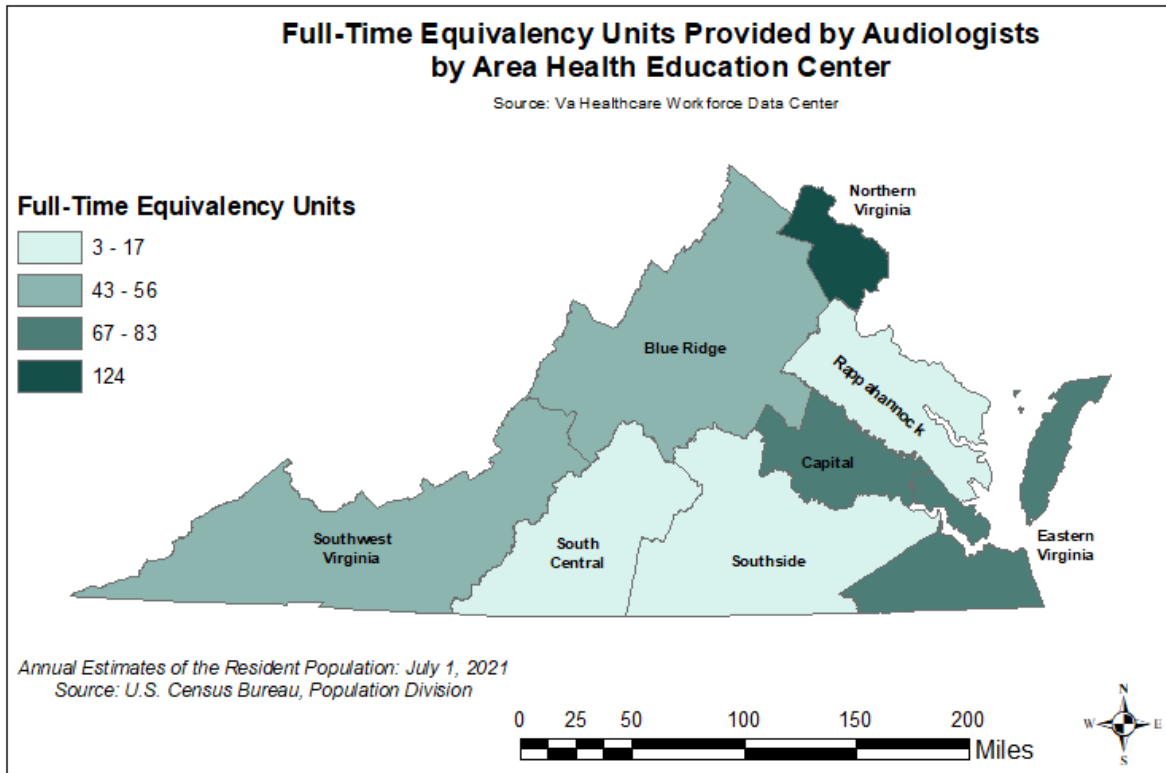 Full-Time Equivalency Units Provided by Audiologists
by Area Health Education Center
Source: Va Healthcare Workforce Data Center
Full-Time Equivalency Units
3 - 17
43 - 56
67 - 83
124
Northern
Virginia
Blue Ridge
Rappahannock
Capital
Southwest
Virginia
South
Central
Southside
Eastern
Virginia
Annual Estimates of the Resident Population: July 1, 2021
Source: U.S. Census Bureau, Population Division
0 25 50 100 150 200
Miles
N
W E
S